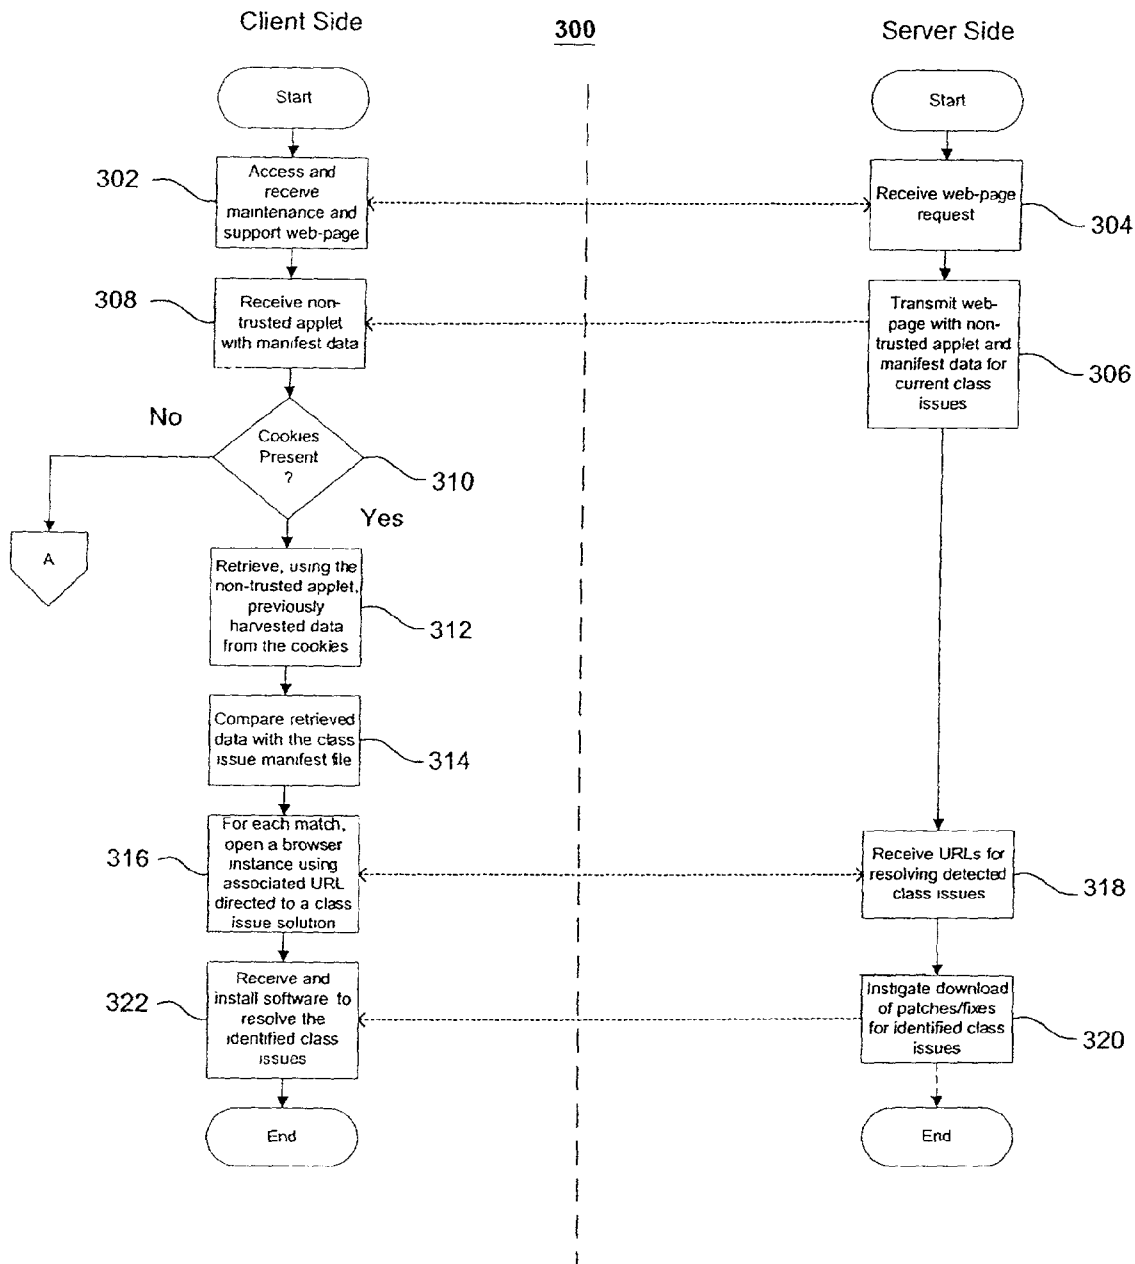 Client Side
300
Server Side
Start
Start
302
Access and
receive
maintenance and
support web-page
Receive web-page
request
304
308
Receive non-
trusted applet
with manifest data
Transmit web-
page with non-
trusted applet and
manifest data for
current class
issues
306
No
Cookies
Present
?
310
Yes
A
Retrieve, using the
non-trusted applet,
previously
harvested data
from the cookies
312
Compare retrieved
data with the class
issue manifest file
314
316
For each match,
open a browser
instance using
associated URL
directed to a class
issue solution
Receive URLs for
resolving detected
class issues
318
322
Receive and
install software to
resolve the
identified class
issues
Instigate download
of patches/fixes
for identified class
issues
320
End
End